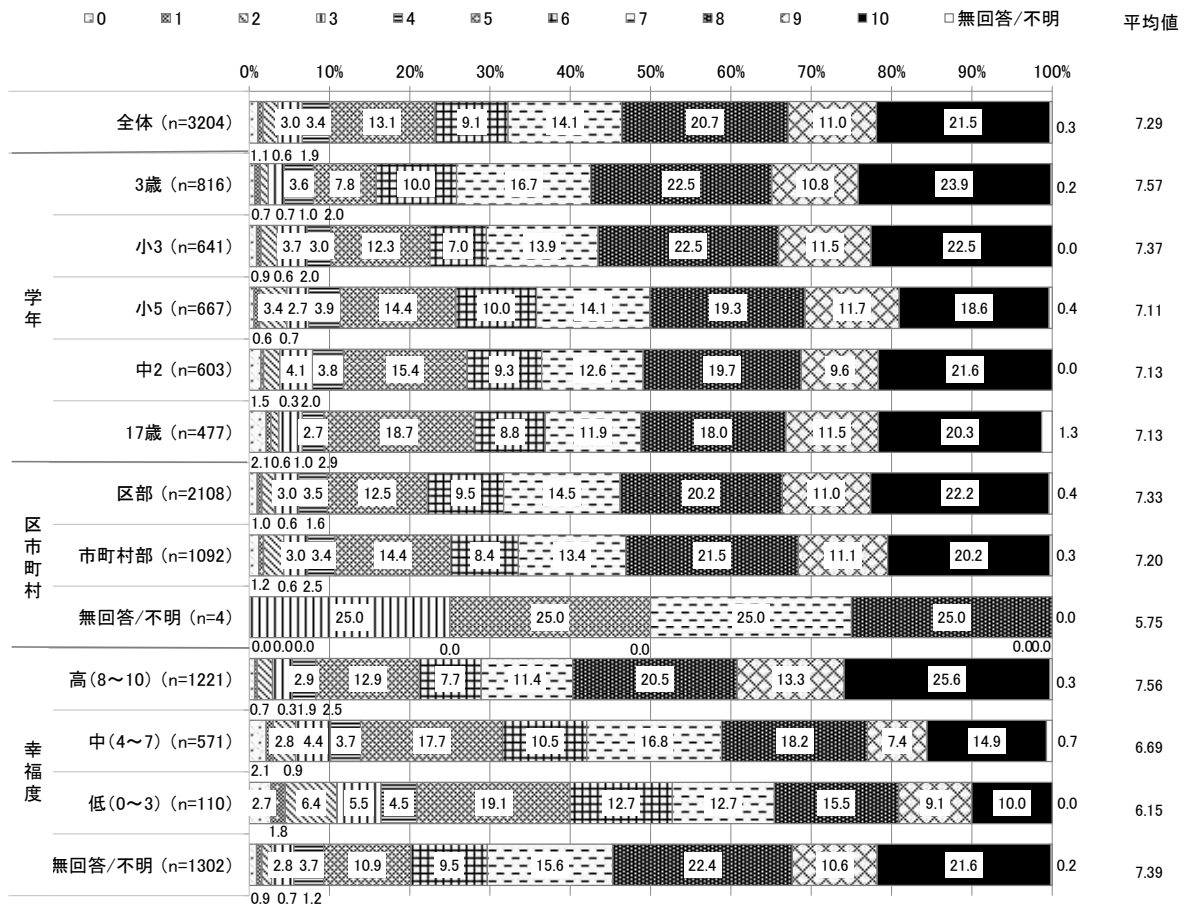 0 1 2 3 4 5 6 7 8 9 10 無回答/不明 平均値
0% 10% 20% 30% 40% 50% 60% 70% 80% 90% 100%
全体 (n=3204) 3.0 3.4 13.1 9.1 14.1 20.7 11.0 21.5 0.3 7.29
1.1 0.6 1.9
3歳 (n=816) 3.6 7.8 10.0 16.7 22.5 10.8 23.9 0.2 7.57
0.7 0.7 1.0 2.0
小3 (n=641) 3.7 3.0 12.3 7.0 13.9 22.5 11.5 22.5 0.0 7.37
0.9 0.6 2.0
学年
小5 (n=667) 3.4 2.7 3.9 14.4 10.0 14.1 19.3 11.7 18.6 0.4 7.11
0.6 0.7
中2 (n=603) 4.1 3.8 15.4 9.3 12.6 19.7 9.6 21.6 0.0 7.13
1.5 0.3 2.0
17歳 (n=477) 2.7 18.7 8.8 11.9 18.0 11.5 20.3 1.3 7.13
2.1 0.6 1.0 2.9
区部 (n=2108) 3.0 3.5 12.5 9.5 14.5 20.2 11.0 22.2 0.4 7.33
1.0 0.6 1.6
区市町村
市町村部 (n=1092) 3.0 3.4 14.4 8.4 13.4 21.5 11.1 20.2 0.3 7.20
1.2 0.6 2.5
無回答/不明 (n=4) 25.0 25.0 25.0 25.0 0.0 5.75
0.0 0.0 0.0 0.0 0.0 0.0 0.0
高(8～10) (n=1221) 2.9 12.9 7.7 11.4 20.5 13.3 25.6 0.3 7.56
0.7 0.3 1.9 2.5
幸福度
中(4～7) (n=571) 2.8 4.4 3.7 17.7 10.5 16.8 18.2 7.4 14.9 0.7 6.69
2.1 0.9
低(0～3) (n=110) 2.7 6.4 5.5 4.5 19.1 12.7 12.7 15.5 9.1 10.0 0.0 6.15
1.8
無回答/不明 (n=1302) 2.8 3.7 10.9 9.5 15.6 22.4 10.6 21.6 0.2 7.39
0.9 0.7 1.2